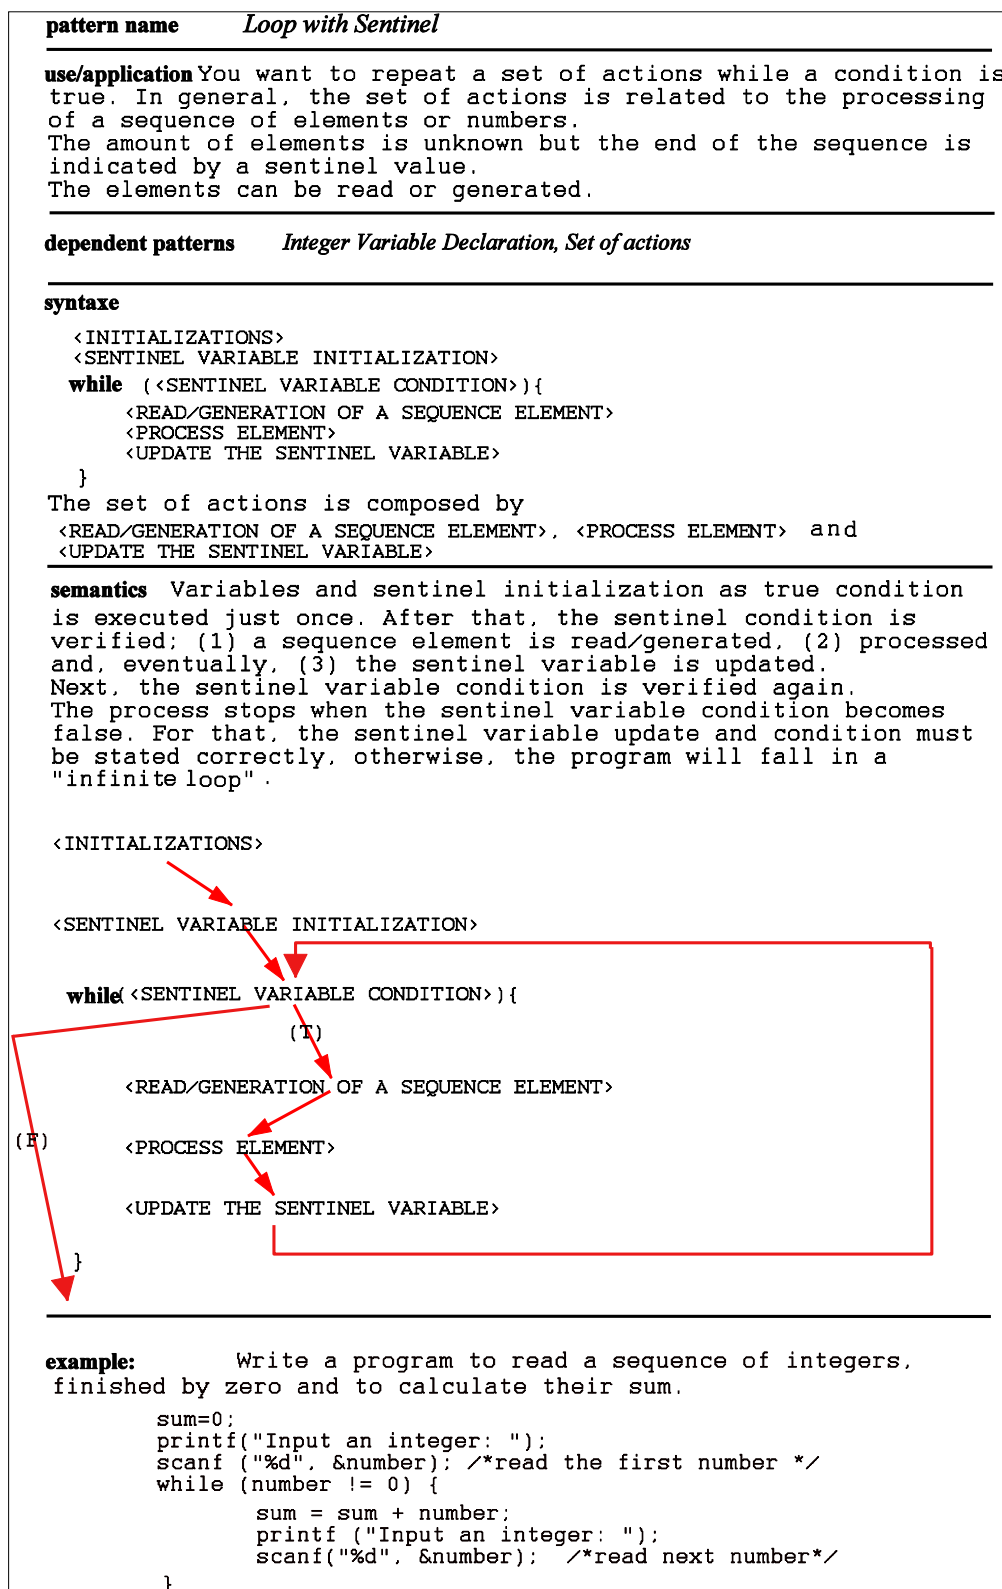 pattern name Loop with Sentinel
use/application You want to repeat a set of actions while a condition is
true. In general, the set of actions is related to the processing
of a sequence of elements or numbers.
The amount of elements is unknown but the end of the sequence is
indicated by a sentinel value.
The elements can be read or generated.
dependent patterns Integer Variable Declaration, Set of actions
syntaxe
<INITIALIZATIONS>
<SENTINEL VARIABLE INITIALIZATION>
while (<SENTINEL VARIABLE CONDITION>){
<READ/GENERATION OF A SEQUENCE ELEMENT>
<PROCESS ELEMENT>
<UPDATE THE SENTINEL VARIABLE>
}
The set of actions is composed by
<READ/GENERATION OF A SEQUENCE ELEMENT>, <PROCESS ELEMENT> and
<UPDATE THE SENTINEL VARIABLE>
semantics Variables and sentinel initialization as true condition
is executed just once. After that, the sentinel condition is
verified; (1) a sequence element is read/generated, (2) processed
and, eventually, (3) the sentinel variable is updated.
Next, the sentinel variable condition is verified again.
The process stops when the sentinel variable condition becomes
false. For that, the sentinel variable update and condition must
be stated correctly, otherwise, the program will fall in a
"infinite loop".
<INITIALIZATIONS>
<SENTINEL VARIABLE INITIALIZATION>
while(<SENTINEL VARIABLE CONDITION>){
(T)
<READ/GENERATION OF A SEQUENCE ELEMENT>
(F)
<PROCESS ELEMENT>
<UPDATE THE SENTINEL VARIABLE>
}
example: Write a program to read a sequence of integers,
finished by zero and to calculate their sum.
sum=0;
printf("Input an integer: ");
scanf ("%d", &number); /*read the first number */
while (number != 0) {
sum = sum + number;
printf ("Input an integer: ");
scanf("%d", &number); /*read next number*/
}